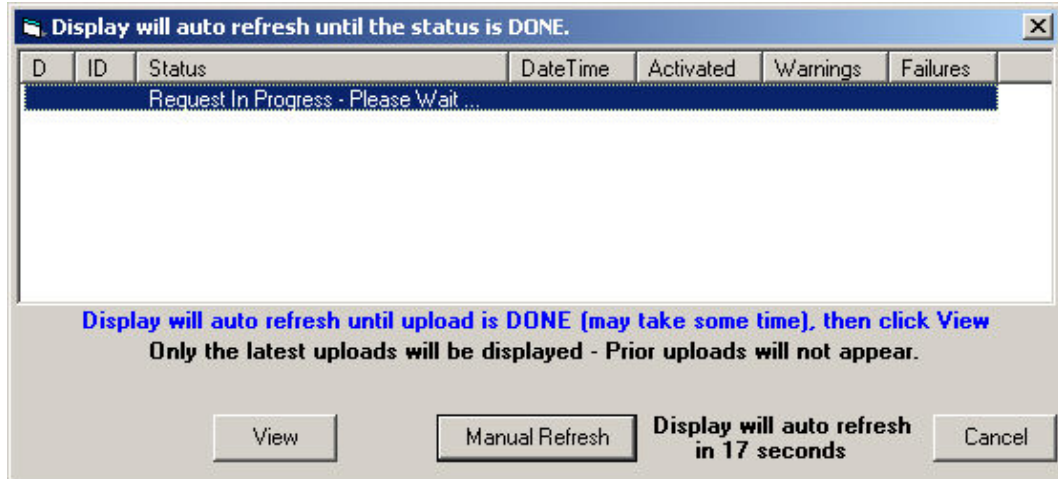 Display will auto refresh until the status is DONE.
D ID Status DateTime Activated Warnings Failures
Request In Progress - Please Wait ...
Display will auto refresh until upload is DONE (may take some time), then click View
Only the latest uploads will be displayed - Prior uploads will not appear.
View
Manual Refresh
Display will auto refresh
in 17 seconds
Cancel